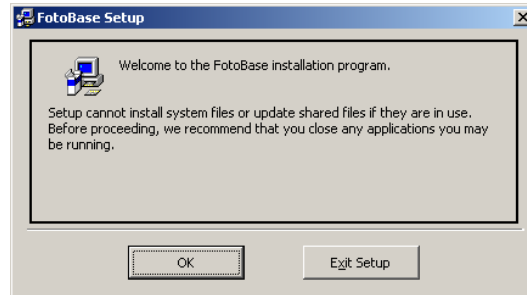 FotoBase Setup
Welcome to the FotoBase installation program.
Setup cannot install system files or update shared files if they are in use.
Before proceeding, we recommend that you close any applications you may
be running.
OK
Exit Setup